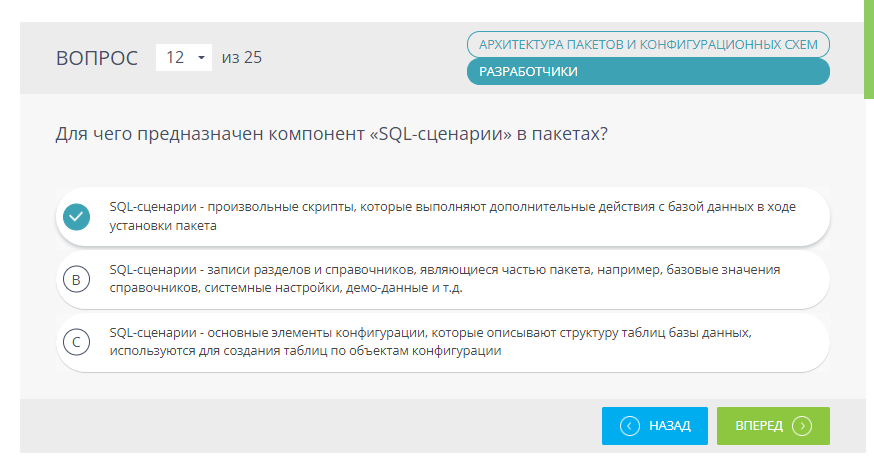 ВОПРОС 12 из 25
АРХИТЕКТУРА ПАКЕТОВ И КОНФИГУРАЦИОННЫХ СХЕМ
РАЗРАБОТЧИКИ
Для чего предназначен компонент «SQL-сценарии» в пакетах?
SQL-сценарии - произвольные скрипты, которые выполняют дополнительные действия с базой данных в ходе
установки пакета
B
SQL-сценарии - записи разделов и справочников, являющиеся частью пакета, например, базовые значения
справочников, системные настройки, демо-данные и т.д.
C
SQL-сценарии - основные элементы конфигурации, которые описывают структуру таблиц базы данных,
используются для создания таблиц по объектам конфигурации
НАЗАД
ВПЕРЕД